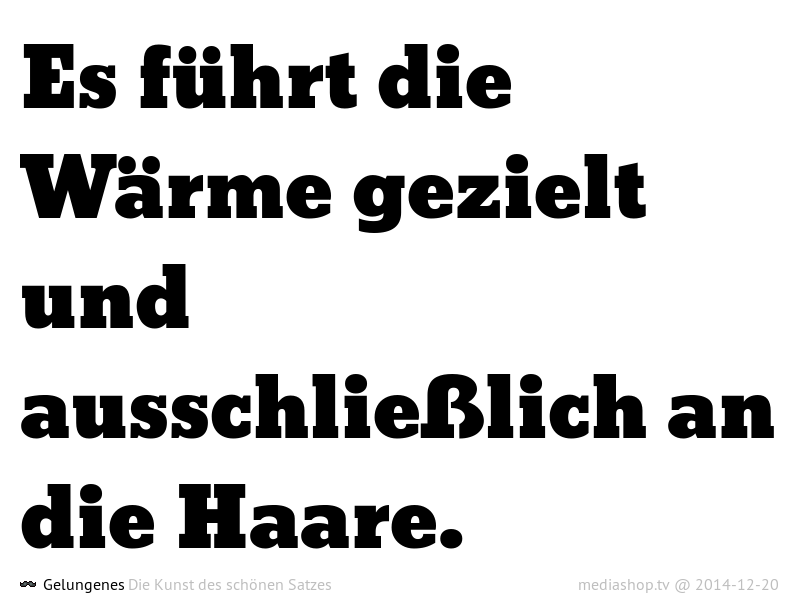 Es führt die
Wärme gezielt
und
ausschließlich an
die Haare.
Gelungenes Die Kunst des schönen Satzes
mediashop.tv @ 2014-12-20